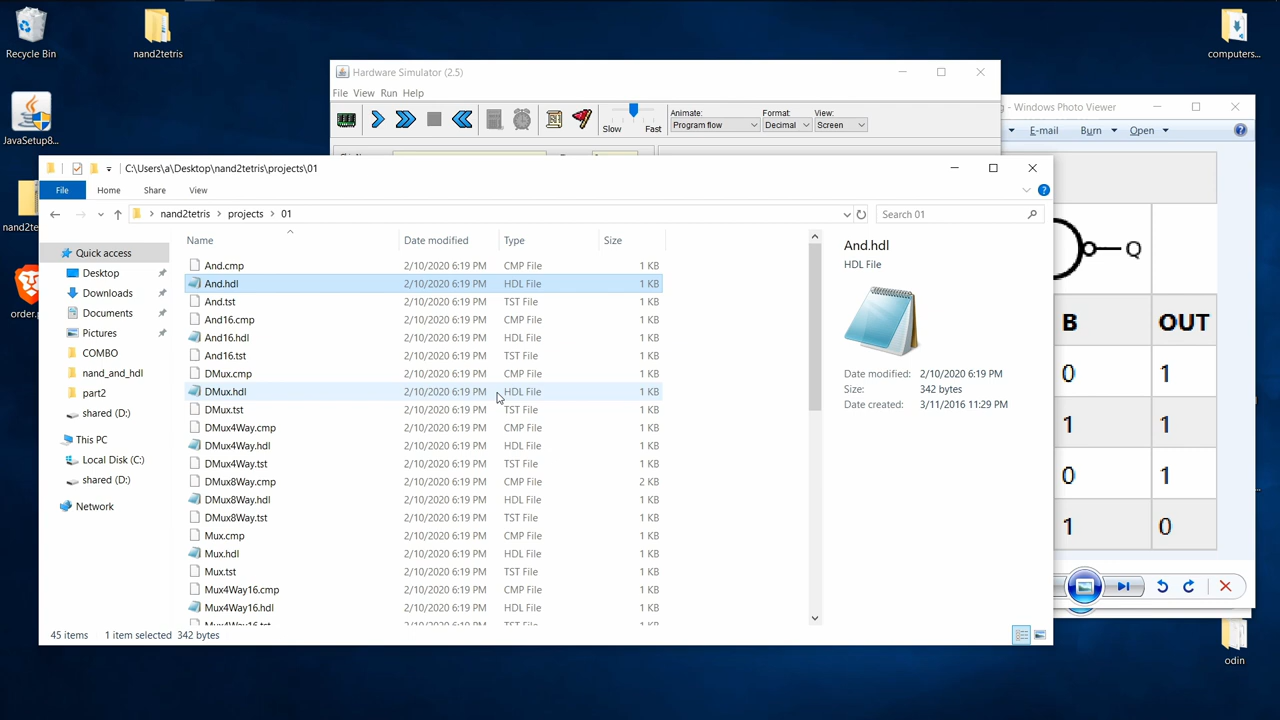 Recycle Bin
nand2tetris
computers...
JavaSetup8...
nand2te
order.p
odin
Hardware Simulator (2.5)
File View Run Help
Slow Fast
Animate:
Program flow
Format:
Decimal
View:
Screen
- Windows Photo Viewer
E-mail Burn Open
Q
B OUT
0 1
1 1
0 1
1 0
C:\Users\a\Desktop\nand2tetris\projects\01
File Home Share View
nand2tetris > projects > 01
Search 01
Quick access
Desktop
Downloads
Documents
Pictures
COMBO
nand_and_hdl
part2
shared (D:)
This PC
Local Disk (C:)
shared (D:)
Network
Name Date modified Type Size
And.cmp 2/10/2020 6:19 PM CMP File 1 KB
And.hdl 2/10/2020 6:19 PM HDL File 1 KB
And.tst 2/10/2020 6:19 PM TST File 1 KB
And16.cmp 2/10/2020 6:19 PM CMP File 1 KB
And16.hdl 2/10/2020 6:19 PM HDL File 1 KB
And16.tst 2/10/2020 6:19 PM TST File 1 KB
DMux.cmp 2/10/2020 6:19 PM CMP File 1 KB
DMux.hdl 2/10/2020 6:19 PM HDL File 1 KB
DMux.tst 2/10/2020 6:19 PM TST File 1 KB
DMux4Way.cmp 2/10/2020 6:19 PM CMP File 1 KB
DMux4Way.hdl 2/10/2020 6:19 PM HDL File 1 KB
DMux4Way.tst 2/10/2020 6:19 PM TST File 1 KB
DMux8Way.cmp 2/10/2020 6:19 PM CMP File 2 KB
DMux8Way.hdl 2/10/2020 6:19 PM HDL File 1 KB
DMux8Way.tst 2/10/2020 6:19 PM TST File 1 KB
Mux.cmp 2/10/2020 6:19 PM CMP File 1 KB
Mux.hdl 2/10/2020 6:19 PM HDL File 1 KB
Mux.tst 2/10/2020 6:19 PM TST File 1 KB
Mux4Way16.cmp 2/10/2020 6:19 PM CMP File 1 KB
Mux4Way16.hdl 2/10/2020 6:19 PM HDL File 1 KB
Mux4Way16.tst 2/10/2020 6:19 PM TST File 1 KB
And.hdl
HDL File
Date modified: 2/10/2020 6:19 PM
Size: 342 bytes
Date created: 3/11/2016 11:29 PM
45 items 1 item selected 342 bytes